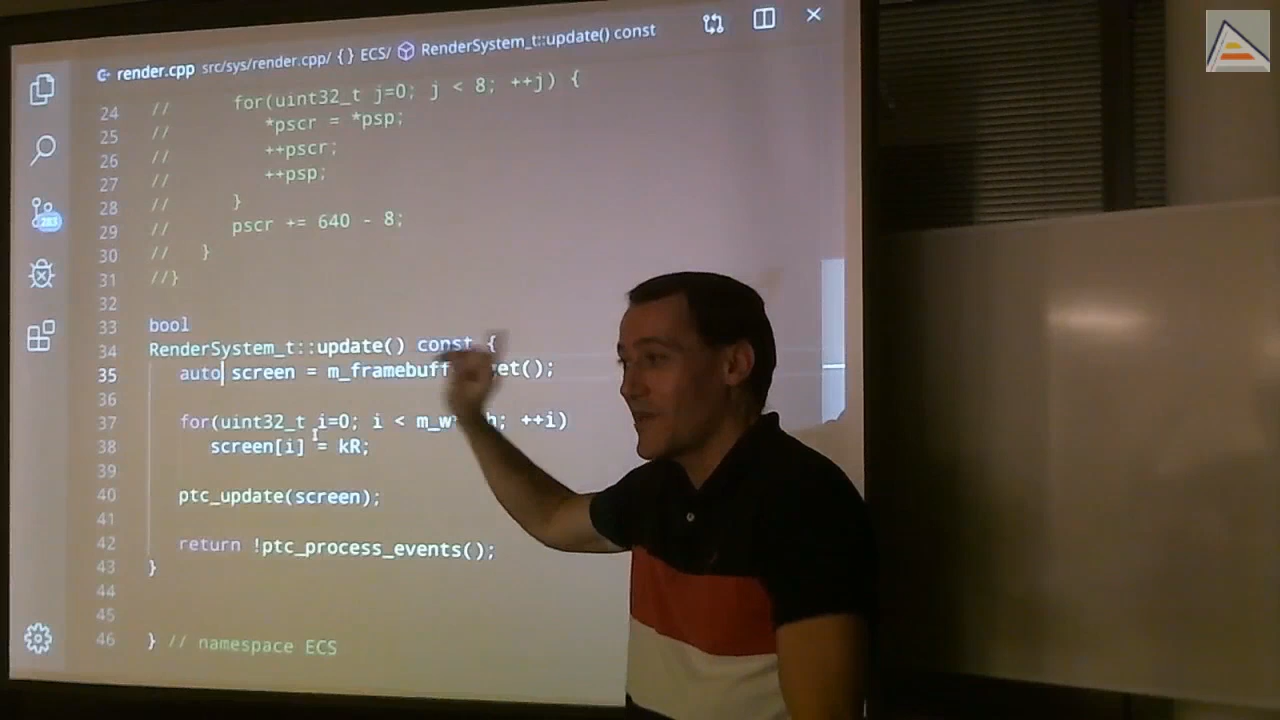 render.cpp src/sys/render.cpp/ {} ECS/ RenderSystem_t::update() const
24 // for(uint32_t j=0; j < 8; ++j) {
25 // *pscr = *psp;
26 // ++pscr;
27 // ++psp;
28 // }
29 // pscr += 640 - 8;
30 // }
31 //}
32
33 bool
34 RenderSystem_t::update() const {
35 auto screen = m_framebuff et();
36
37 for(uint32_t i=0; i < m_w h; ++i)
38 screen[i] = kR;
39
40 ptc_update(screen);
41
42 return !ptc_process_events();
43 }
44
45
46 } // namespace ECS
283